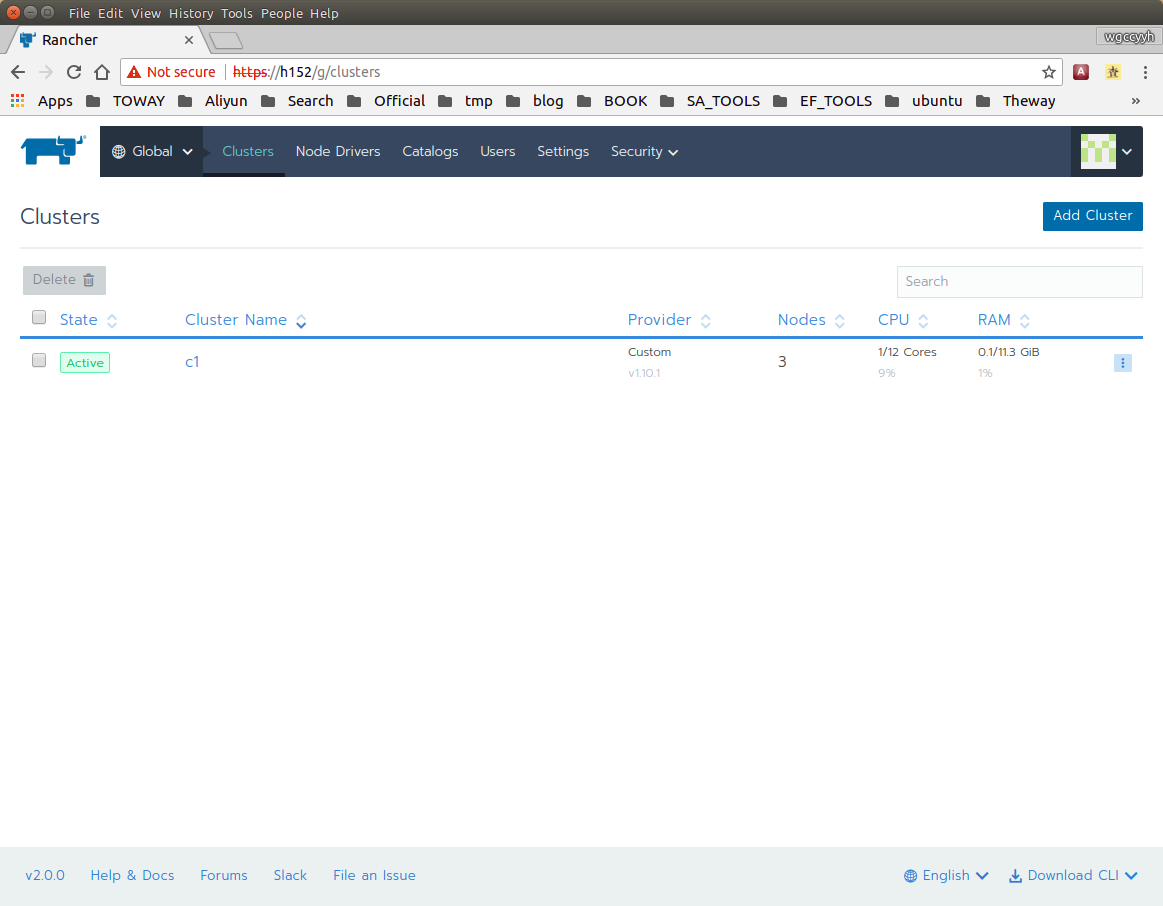 File Edit View History Tools People Help
Rancher
wgccyyh
Not secure https://h152/g/clusters
A
Apps TOWAY Aliyun Search Official tmp blog BOOK SA_TOOLS EF_TOOLS ubuntu Theway »
Global Clusters Node Drivers Catalogs Users Settings Security
Clusters
Add Cluster
Delete
Search
State Cluster Name Provider Nodes CPU RAM
Active c1 Custom 3 1/12 Cores 0.1/11.3 GiB
v1.10.1 9% 1%
v2.0.0 Help & Docs Forums Slack File an Issue English Download CLI